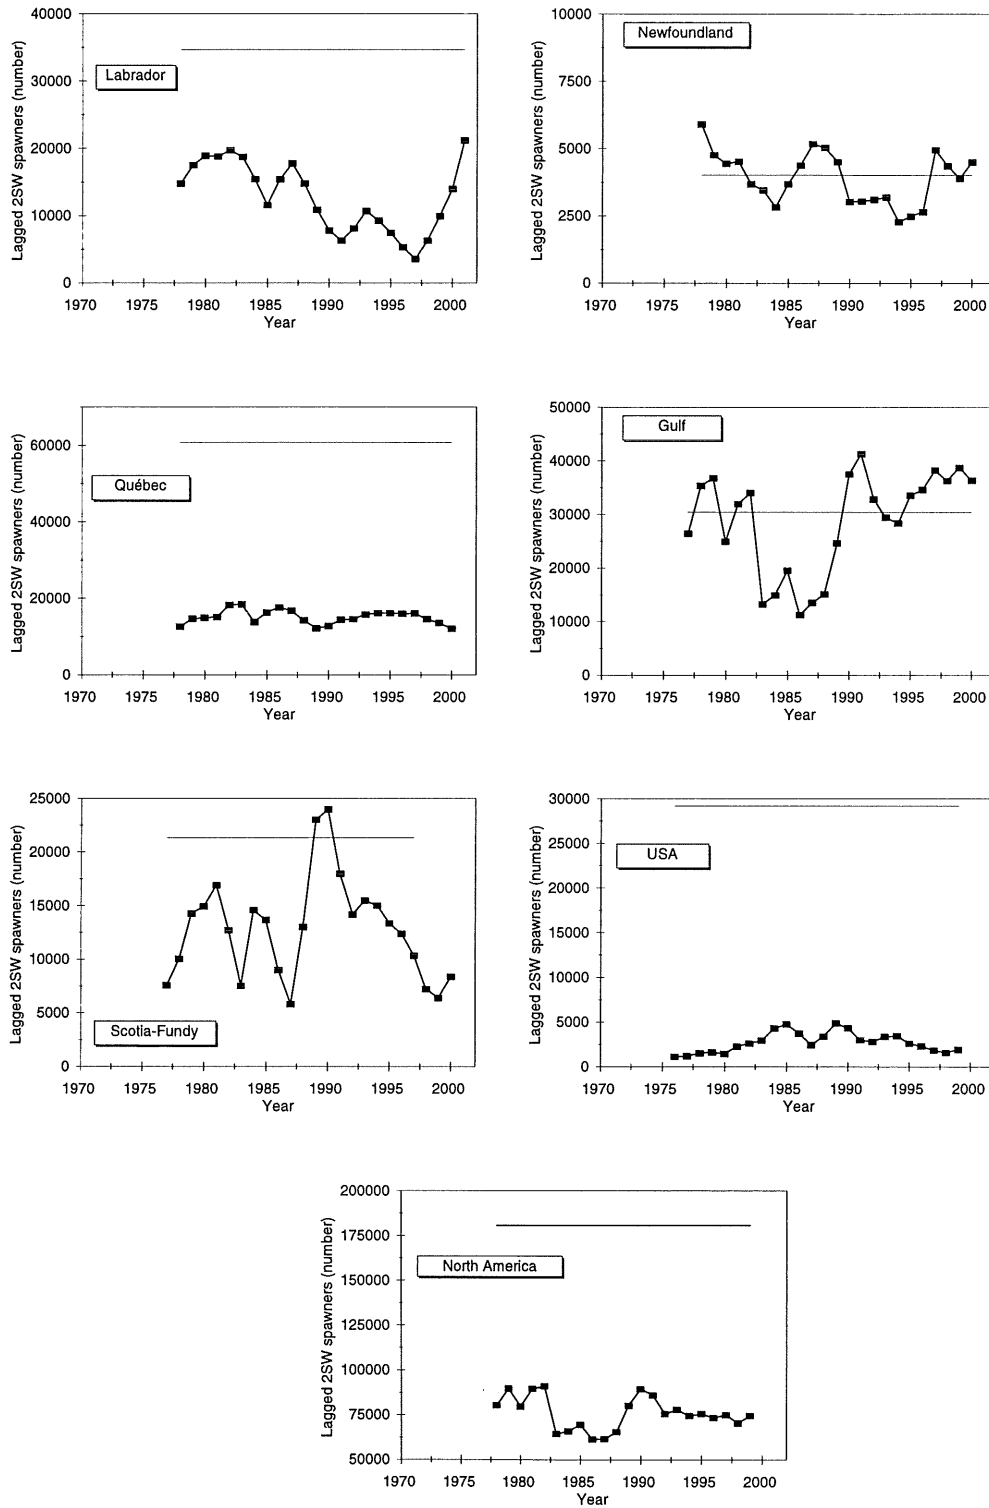 Lagged 2SW spawners (number)
40000
30000
20000
10000
0
Labrador
1970 1975 1980 1985 1990 1995 2000
Year
Lagged 2SW spawners (number)
10000
7500
5000
2500
0
Newfoundland
1970 1975 1980 1985 1990 1995 2000
Year
Lagged 2SW spawners (number)
60000
40000
20000
0
Québec
1970 1975 1980 1985 1990 1995 2000
Year
Lagged 2SW spawners (number)
50000
40000
30000
20000
10000
0
Gulf
1970 1975 1980 1985 1990 1995 2000
Year
Lagged 2SW spawners (number)
25000
20000
15000
10000
5000
0
Scotia-Fundy
1970 1975 1980 1985 1990 1995 2000
Year
Lagged 2SW spawners (number)
30000
25000
20000
15000
10000
5000
0
USA
1970 1975 1980 1985 1990 1995 2000
Year
Lagged 2SW spawners (number)
200000
175000
150000
125000
100000
75000
50000
North America
1970 1975 1980 1985 1990 1995 2000
Year